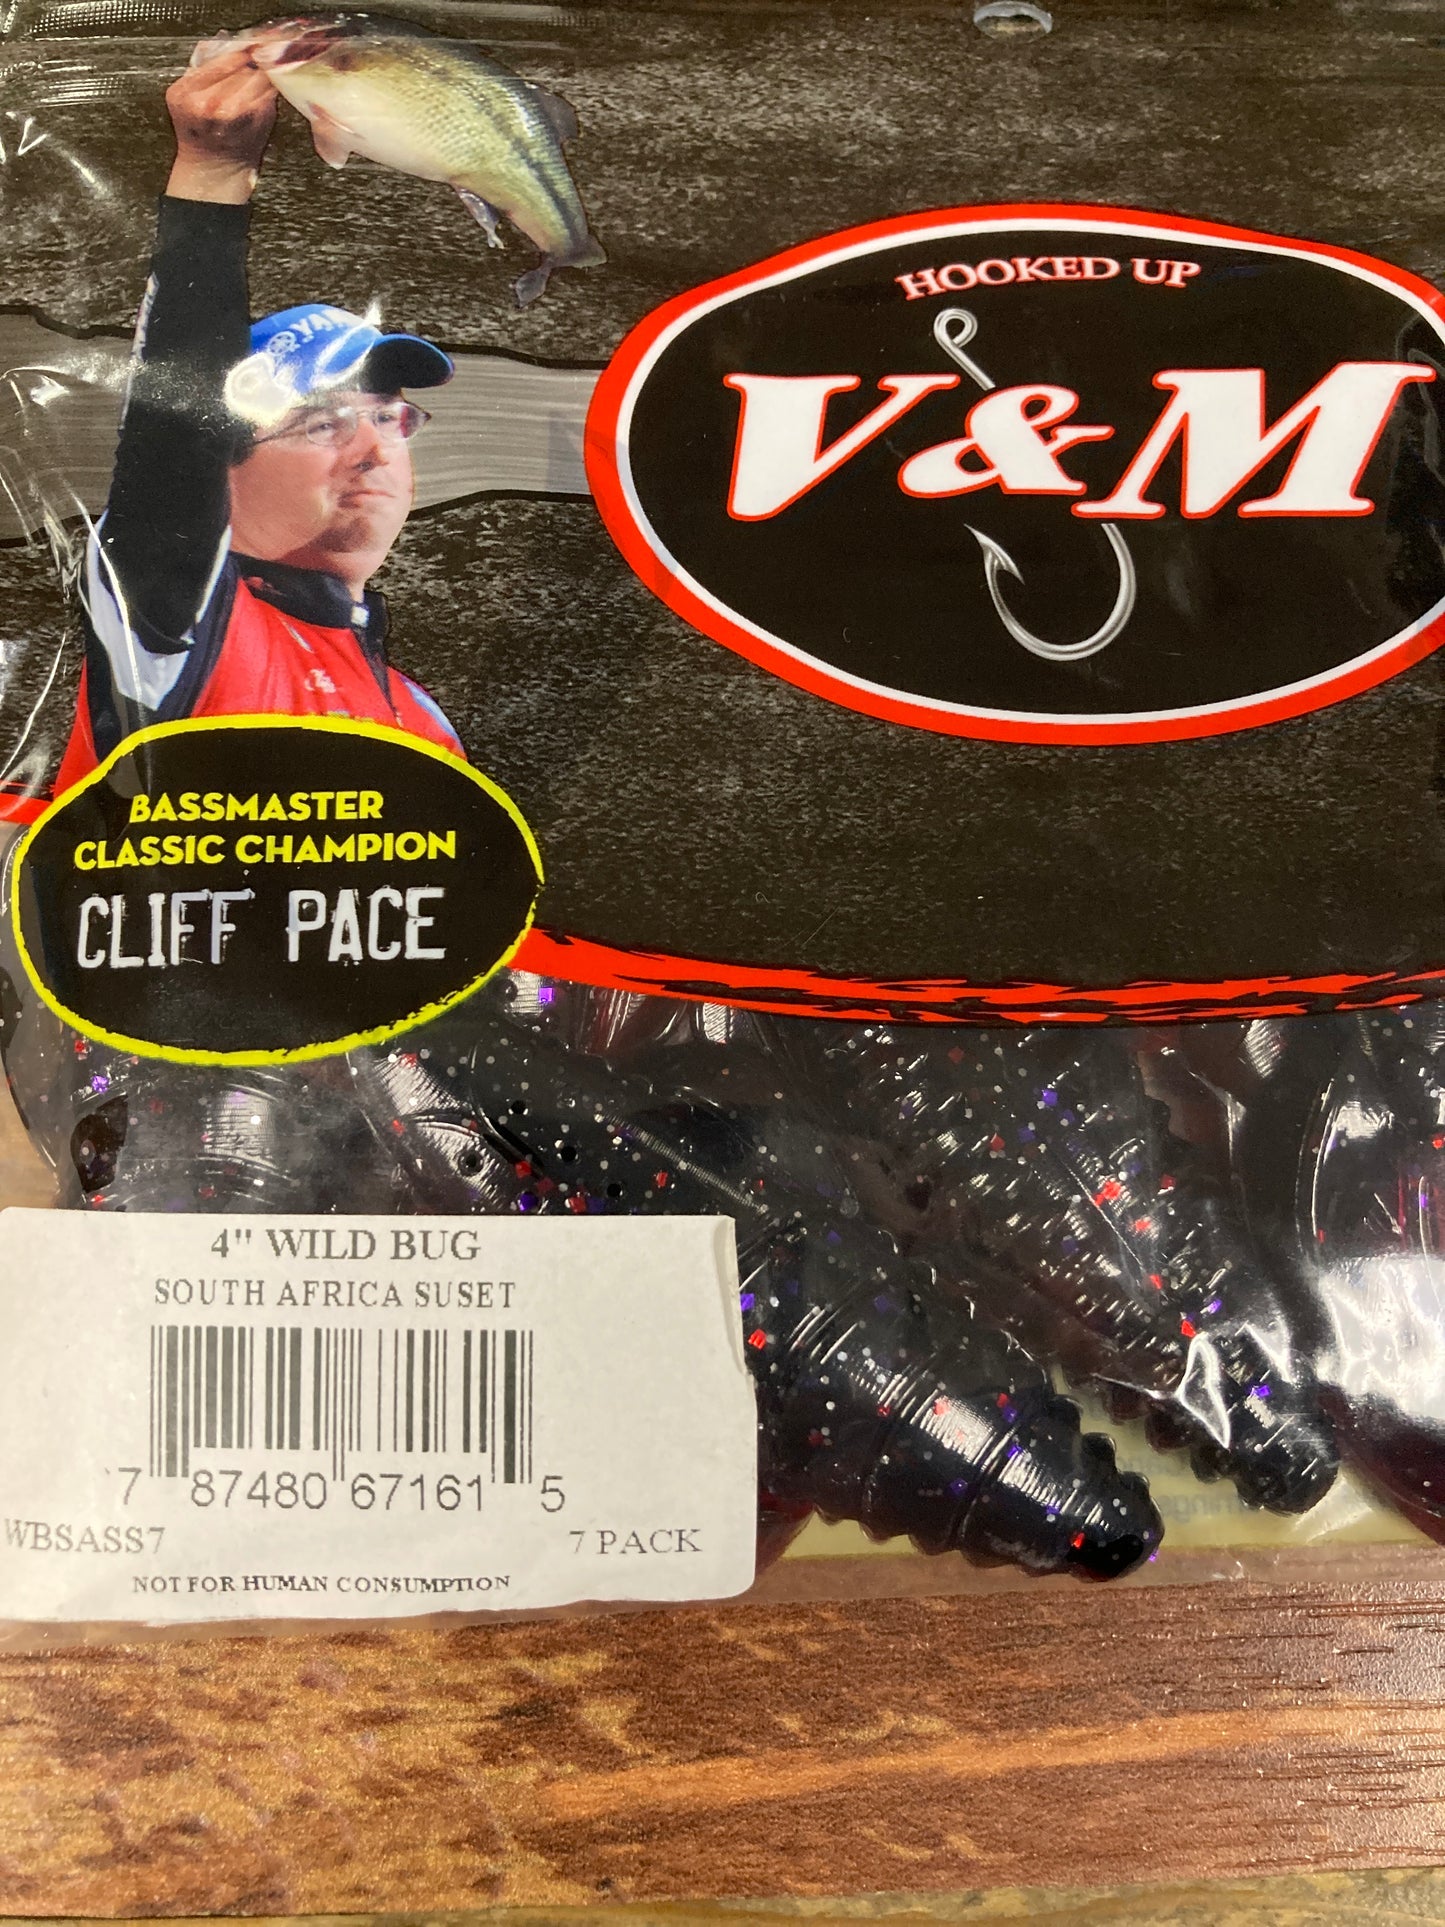 HOOKED UP
V&M
YAM
BASSMASTER
CLASSIC CHAMPION
CLIFF PACE
4" WILD BUG
SOUTH AFRICA SUSET
7 87480 67161 5
WBSASS7 7 PACK
NOT FOR HUMAN CONSUMPTION